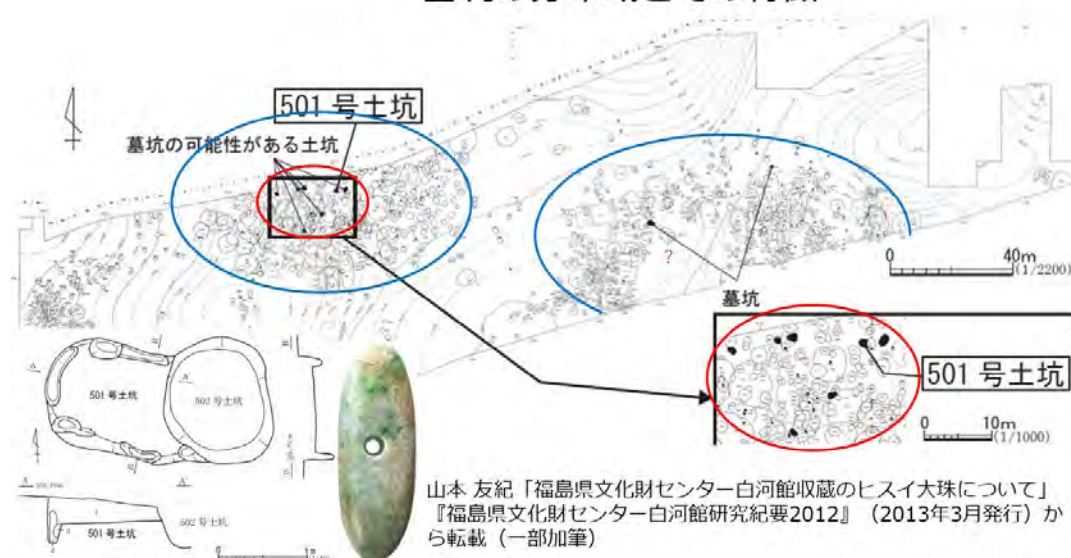 501 号土坑
墓坑の可能性がある土坑
?
40m
(1/2200)
0
墓坑
501 号土坑
0
10m
(1/1000)
501 号土坑
502 号土坑
A
A'
501 号土坑
502 号土坑
0
1m
山本 友紀「福島県文化財センター白河館収蔵のヒスイ大珠について」
『福島県文化財センター白河館研究紀要2012』（2013年3月発行）か
ら転載（一部加筆）